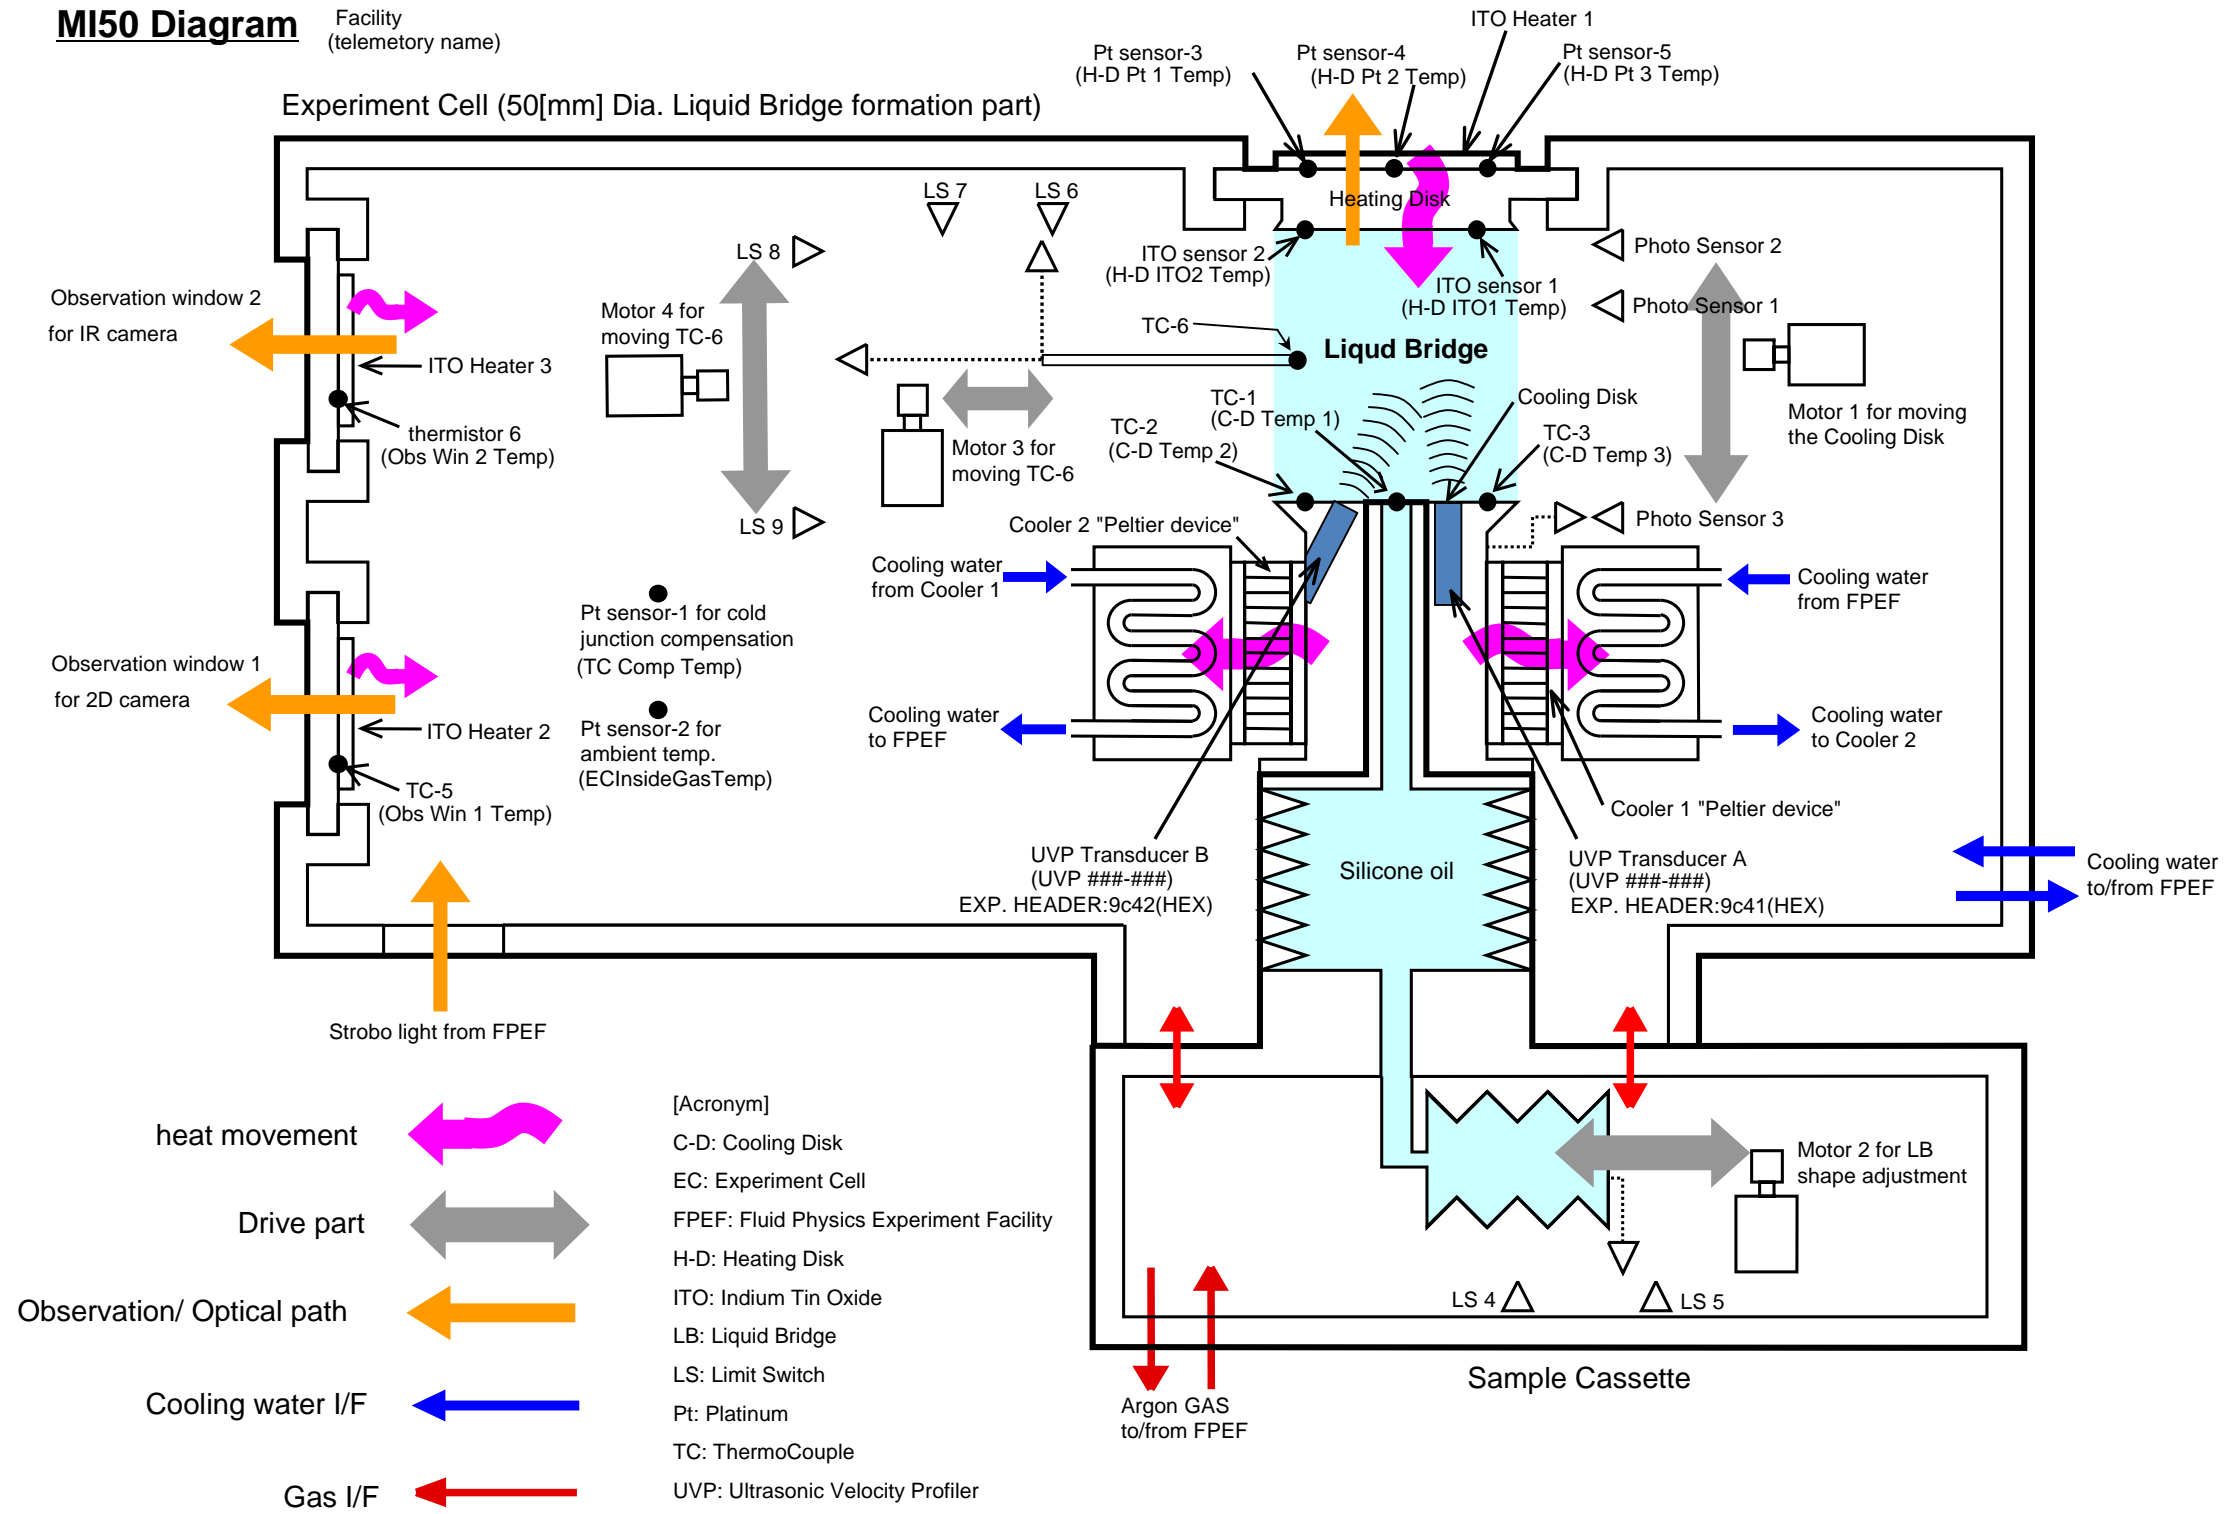 MI50 Diagram
Facility
(telemetory name)
Experiment Cell (50[mm] Dia. Liquid Bridge formation part)
ITO Heater 1
Pt sensor-3
(H-D Pt 1 Temp)
Pt sensor-4
(H-D Pt 2 Temp)
Pt sensor-5
(H-D Pt 3 Temp)
LS 7
LS 6
Heating Disk
LS 8
ITO sensor 2
(H-D ITO2 Temp)
ITO sensor 1
(H-D ITO1 Temp)
Photo Sensor 2
Photo Sensor 1
Observation window 2
for IR camera
Motor 4 for
moving TC-6
TC-6
Liqud Bridge
ITO Heater 3
thermistor 6
(Obs Win 2 Temp)
Motor 3 for
moving TC-6
TC-1
(C-D Temp 1)
TC-2
(C-D Temp 2)
Cooling Disk
TC-3
(C-D Temp 3)
Motor 1 for moving
the Cooling Disk
LS 9
Cooler 2 "Peltier device"
Photo Sensor 3
Cooling water
from Cooler 1
Cooling water
from FPEF
Pt sensor-1 for cold
junction compensation
(TC Comp Temp)
Observation window 1
for 2D camera
Pt sensor-2 for
ambient temp.
(ECInsideGasTemp)
Cooling water
to FPEF
Cooling water
to Cooler 2
ITO Heater 2
TC-5
(Obs Win 1 Temp)
Cooler 1 "Peltier device"
UVP Transducer B
(UVP ###-###)
EXP. HEADER:9c42(HEX)
Silicone oil
UVP Transducer A
(UVP ###-###)
EXP. HEADER:9c41(HEX)
Cooling water
to/from FPEF
Strobo light from FPEF
Motor 2 for LB
shape adjustment
LS 4
LS 5
Sample Cassette
Argon GAS
to/from FPEF
heat movement
Drive part
Observation/ Optical path
Cooling water I/F
Gas I/F
[Acronym]
C-D: Cooling Disk
EC: Experiment Cell
FPEF: Fluid Physics Experiment Facility
H-D: Heating Disk
ITO: Indium Tin Oxide
LB: Liquid Bridge
LS: Limit Switch
Pt: Platinum
TC: ThermoCouple
UVP: Ultrasonic Velocity Profiler